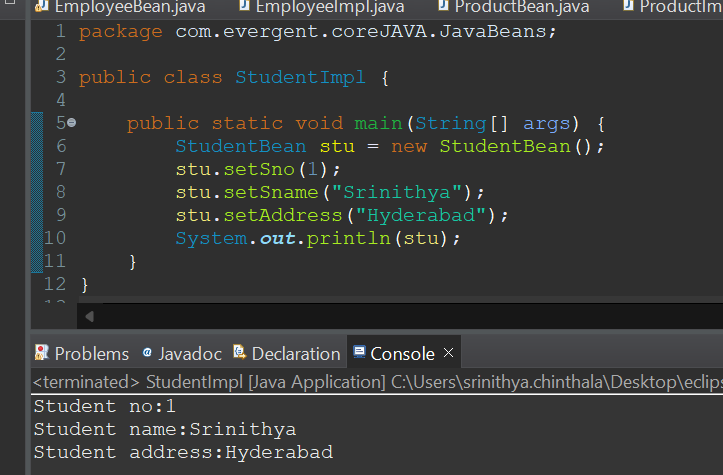 EmployeeBean.java EmployeeImpl.java ProductBean.java
1 package com.evergent.coreJAVA.JavaBeans;
2
3 public class StudentImpl {
4
5 public static void main(String[] args) {
6 StudentBean stu = new StudentBean();
7 stu.setSno(1);
8 stu.setSname("Srinithya");
9 stu.setAddress("Hyderabad");
10 System.out.println(stu);
11 }
12 }
Problems @ Javadoc Declaration Console ×
<terminated> StudentImpl [Java Application] C:\Users\srinithya.chinthala\Desktop\eclips
Student no:1
Student name:Srinithya
Student address:Hyderabad